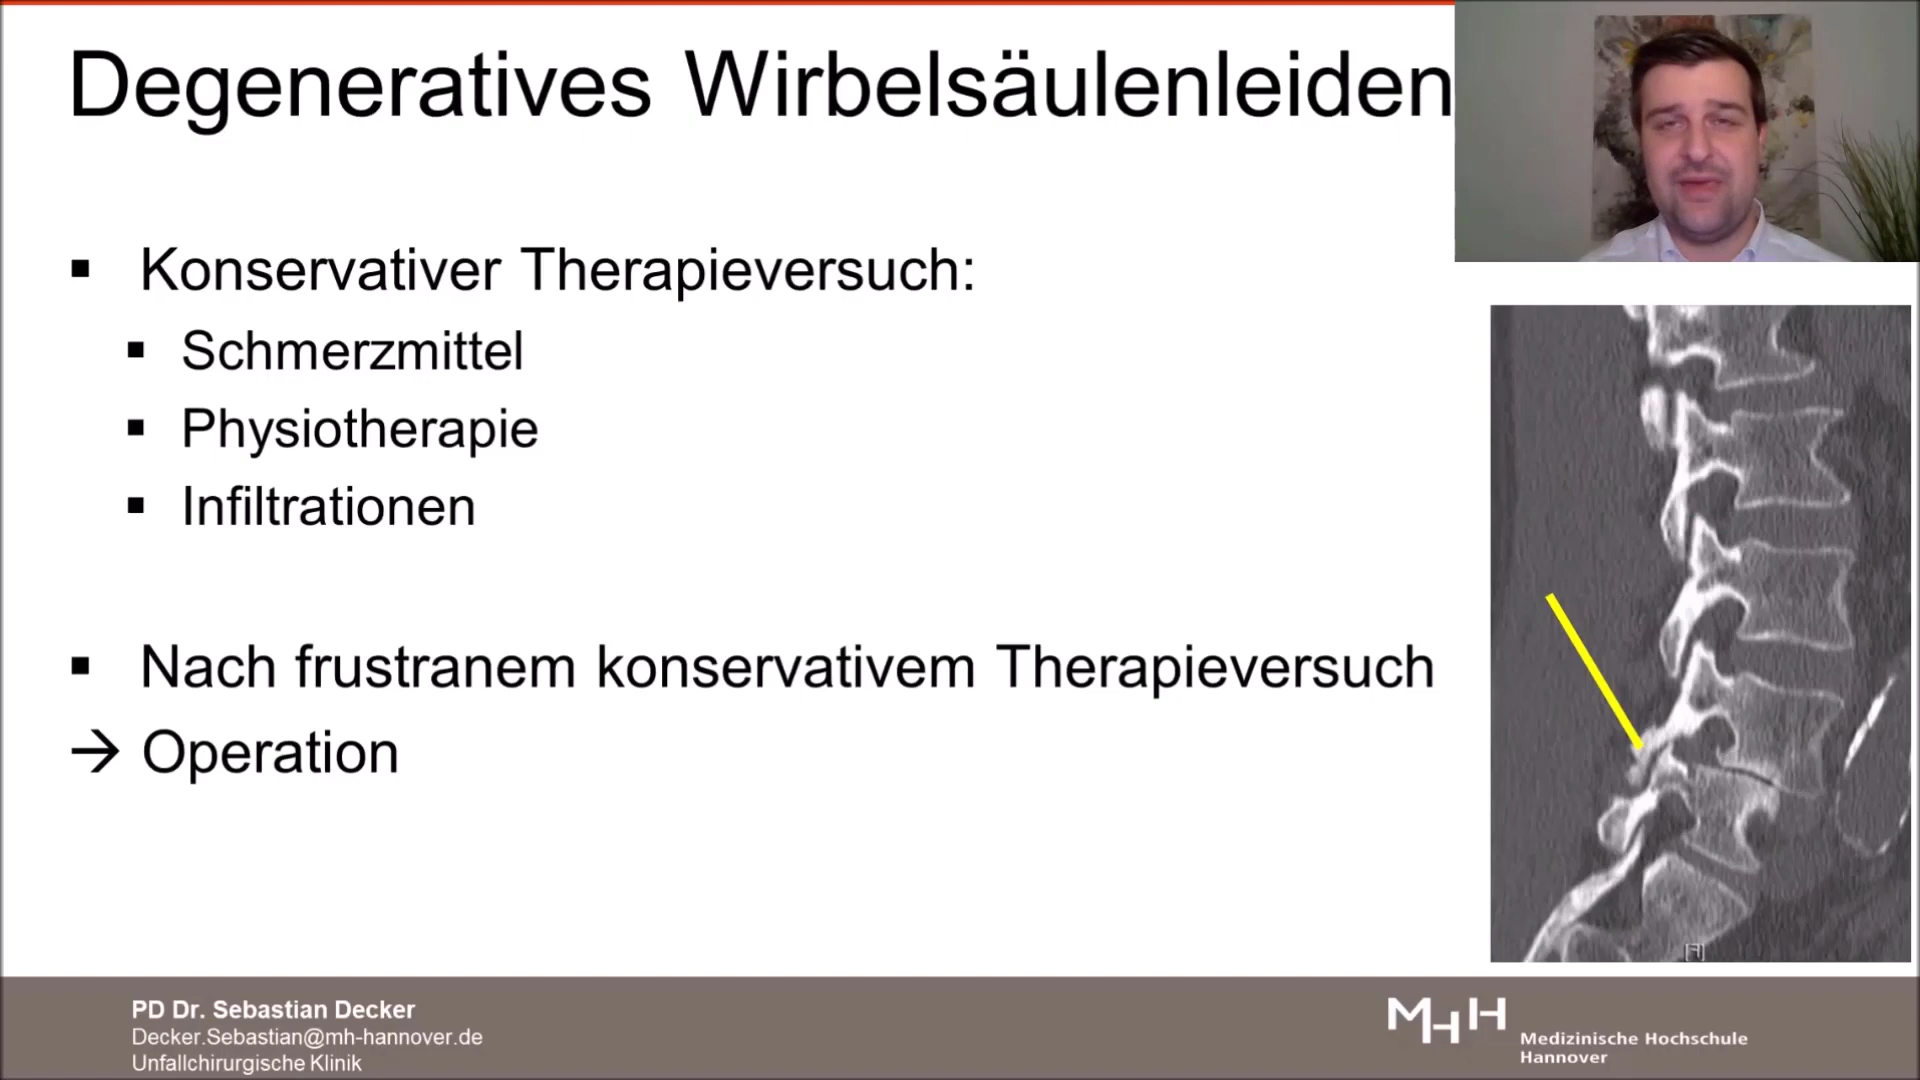 Degeneratives Wirbelsäulenleiden
▪ Konservativer Therapieversuch:
▪ Schmerzmittel
▪ Physiotherapie
▪ Infiltrationen
▪ Nach frustranem konservativem Therapieversuch
→ Operation
PD Dr. Sebastian Decker
Decker.Sebastian@mh-hannover.de
Unfallchirurgische Klinik
MHH
Medizinische Hochschule
Hannover